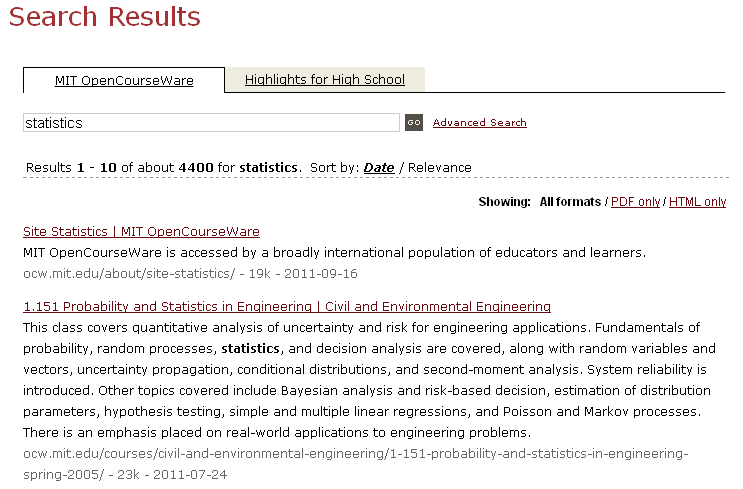 Search Results
MIT OpenCourseWare Highlights for High School
statistics GO Advanced Search
Results 1 - 10 of about 4400 for statistics. Sort by: Date / Relevance
Showing: All formats / PDF only / HTML only
Site Statistics | MIT OpenCourseWare
MIT OpenCourseWare is accessed by a broadly international population of educators and learners.
ocw.mit.edu/about/site-statistics/ - 19k - 2011-09-16
1.151 Probability and Statistics in Engineering | Civil and Environmental Engineering
This class covers quantitative analysis of uncertainty and risk for engineering applications. Fundamentals of
probability, random processes, statistics, and decision analysis are covered, along with random variables and
vectors, uncertainty propagation, conditional distributions, and second-moment analysis. System reliability is
introduced. Other topics covered include Bayesian analysis and risk-based decision, estimation of distribution
parameters, hypothesis testing, simple and multiple linear regressions, and Poisson and Markov processes.
There is an emphasis placed on real-world applications to engineering problems.
ocw.mit.edu/courses/civil-and-environmental-engineering/1-151-probability-and-statistics-in-engineering-
spring-2005/ - 23k - 2011-07-24